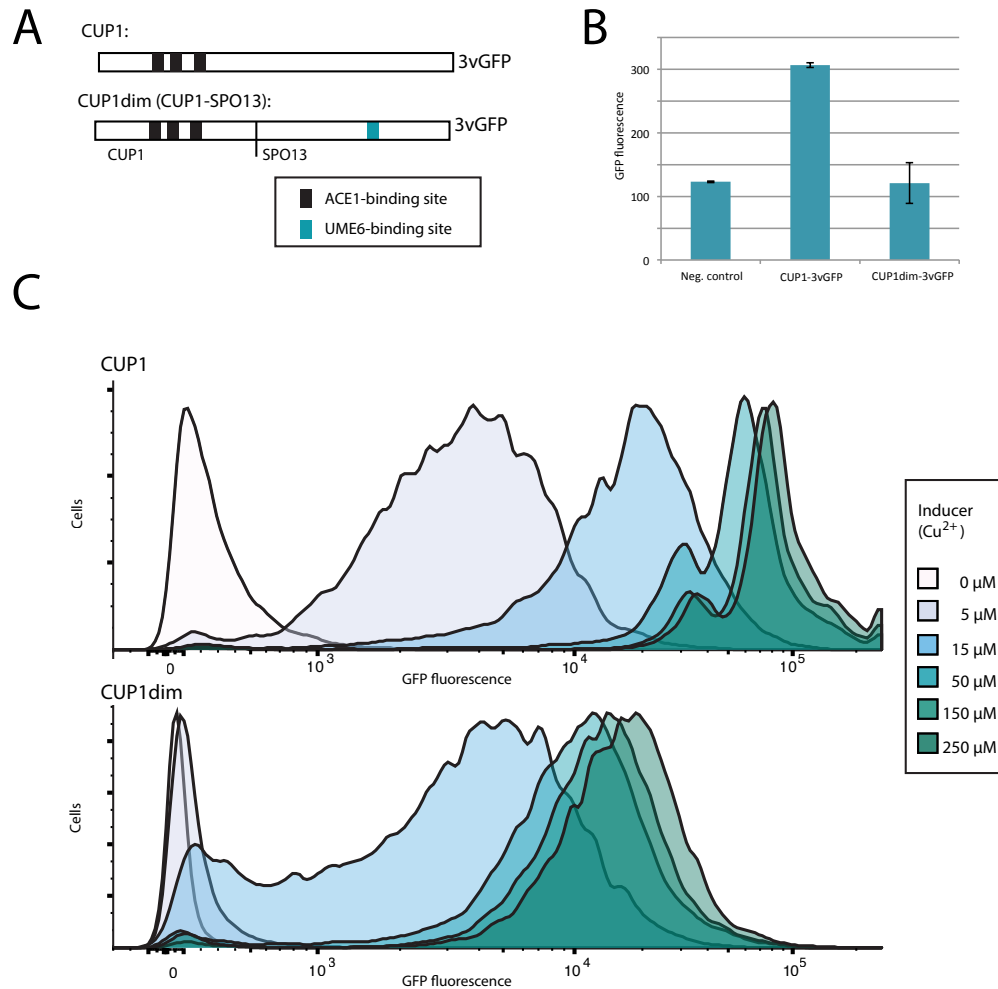 A
CUP1:
3vGFP
CUP1dim (CUP1-SPO13):
3vGFP
CUP1 SPO13
ACE1-binding site
UME6-binding site
B
GFP fluorescence
300
200
100
0
Neg. control CUP1-3vGFP CUP1dim-3vGFP
C
CUP1
Cells
0 10³ 10⁴ 10⁵
GFP fluorescence
CUP1dim
Cells
0 10³ 10⁴ 10⁵
GFP fluorescence
Inducer
(Cu²⁺)
0 µM
5 µM
15 µM
50 µM
150 µM
250 µM